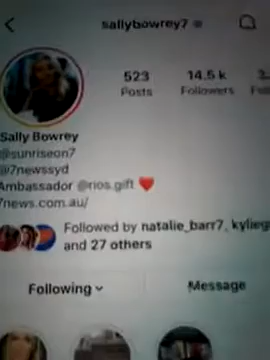 sallybowrey7
523 14.5 k
Posts Followers
Sally Bowrey
@sunriseon7
@7newssyd
Ambassador @rios.gift ❤️
7news.com.au/
Followed by natalie_barr7,
and 27 others
Following Message